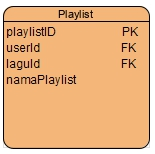 Playlist
playlistID PK
userId FK
laguId FK
namaPlaylist